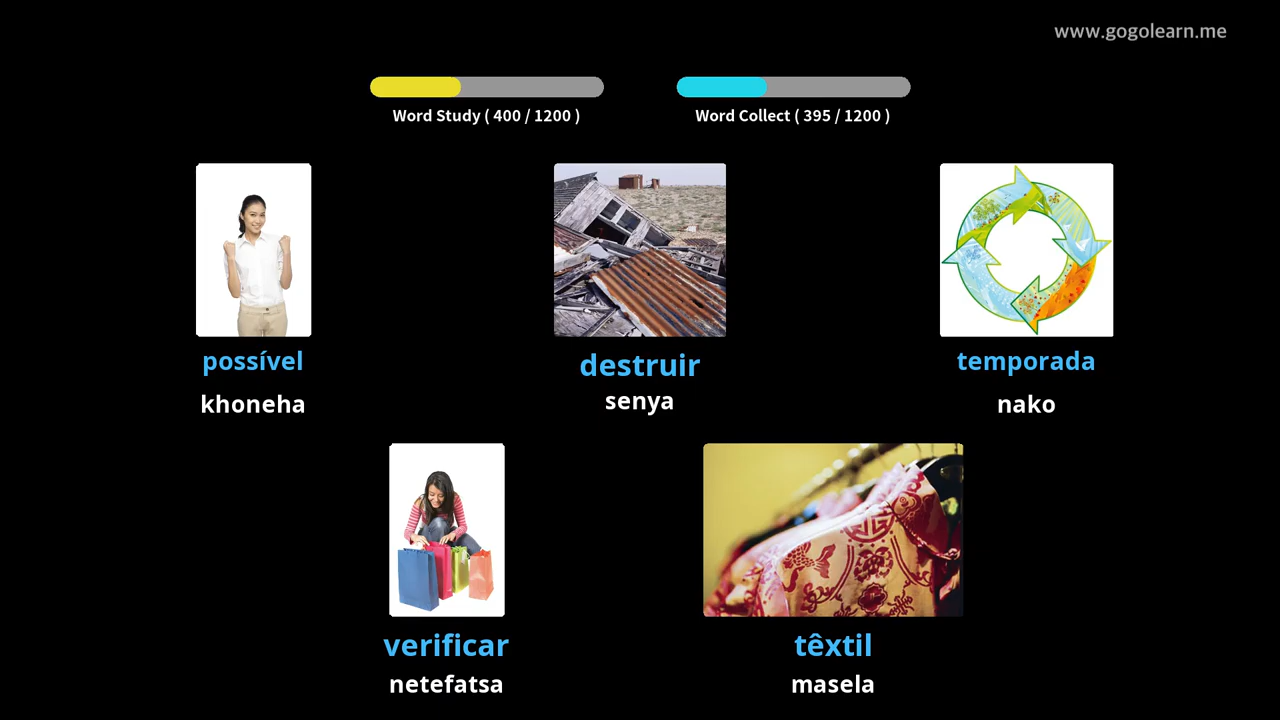 www.gogolearn.me
Word Study ( 400 / 1200 )
Word Collect ( 395 / 1200 )
possível
khoneha
destruir
senya
temporada
nako
verificar
netefatsa
têxtil
masela